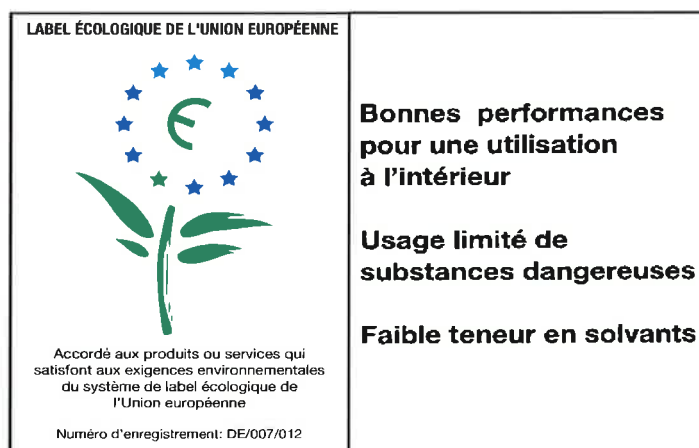 LABEL ÉCOLOGIQUE DE L'UNION EUROPÉENNE
Є
Accordé aux produits ou services qui
satisfont aux exigences environnementales
du système de label écologique de
l'Union européenne
Numéro d'enregistrement: DE/007/012
Bonnes performances
pour une utilisation
à l'intérieur
Usage limité de
substances dangereuses
Faible teneur en solvants